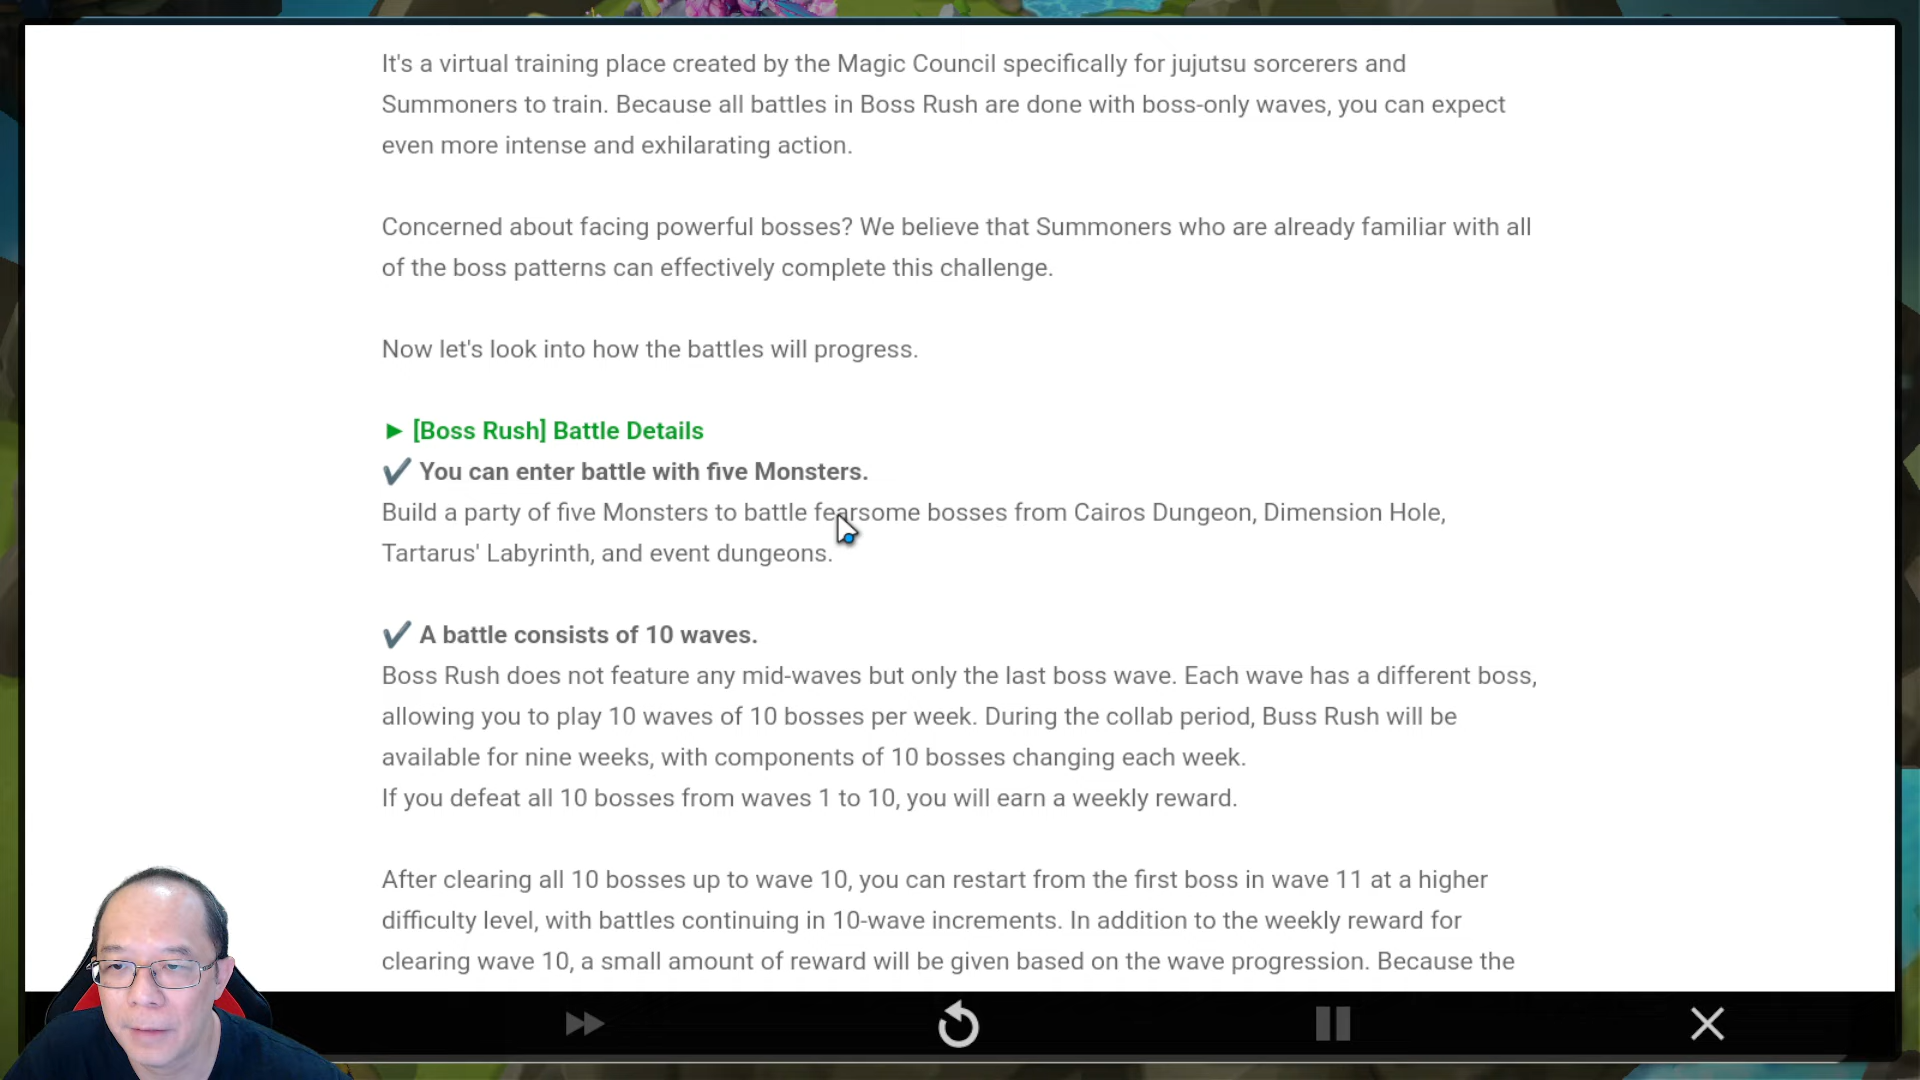 It's a virtual training place created by the Magic Council specifically for jujutsu sorcerers and
Summoners to train. Because all battles in Boss Rush are done with boss-only waves, you can expect
even more intense and exhilarating action.
Concerned about facing powerful bosses? We believe that Summoners who are already familiar with all
of the boss patterns can effectively complete this challenge.
Now let's look into how the battles will progress.
► [Boss Rush] Battle Details
✔ You can enter battle with five Monsters.
Build a party of five Monsters to battle fearsome bosses from Cairos Dungeon, Dimension Hole,
Tartarus' Labyrinth, and event dungeons.
✔ A battle consists of 10 waves.
Boss Rush does not feature any mid-waves but only the last boss wave. Each wave has a different boss,
allowing you to play 10 waves of 10 bosses per week. During the collab period, Buss Rush will be
available for nine weeks, with components of 10 bosses changing each week.
If you defeat all 10 bosses from waves 1 to 10, you will earn a weekly reward.
After clearing all 10 bosses up to wave 10, you can restart from the first boss in wave 11 at a higher
difficulty level, with battles continuing in 10-wave increments. In addition to the weekly reward for
clearing wave 10, a small amount of reward will be given based on the wave progression. Because the